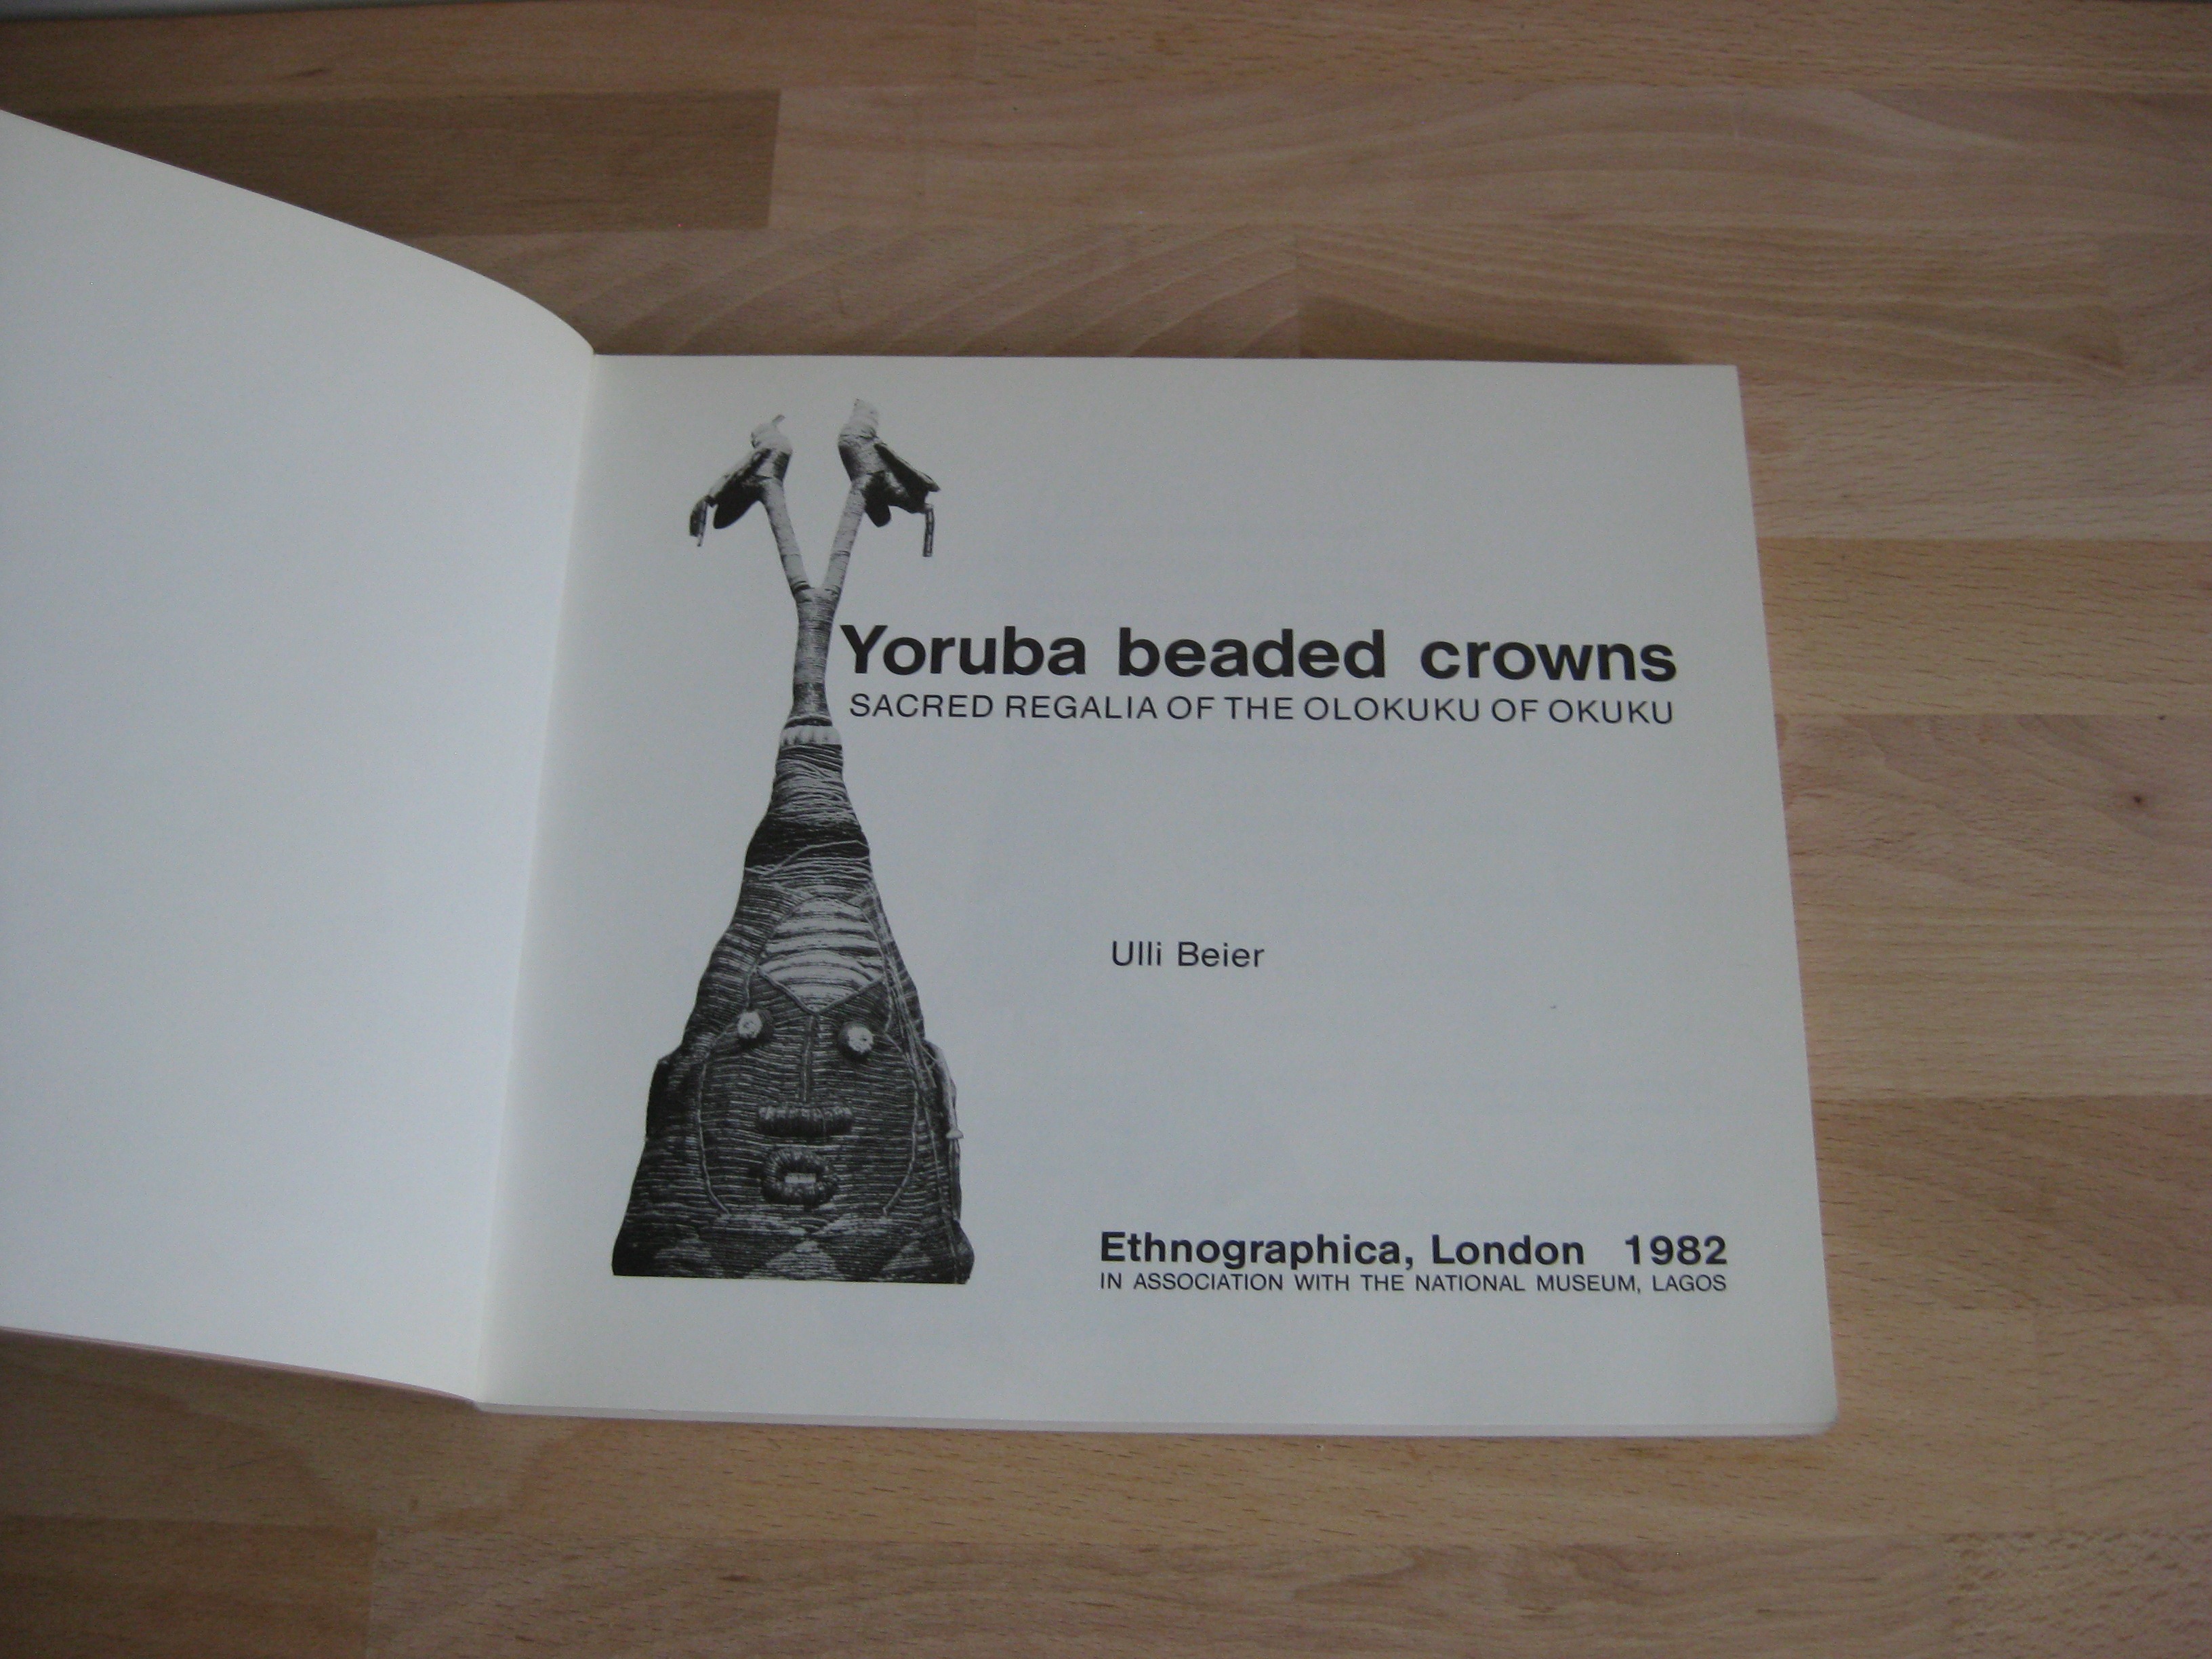 Yoruba beaded crowns
SACRED REGALIA OF THE OLOKUKU OF OKUKU
Ulli Beier
Ethnographica, London 1982
IN ASSOCIATION WITH THE NATIONAL MUSEUM, LAGOS